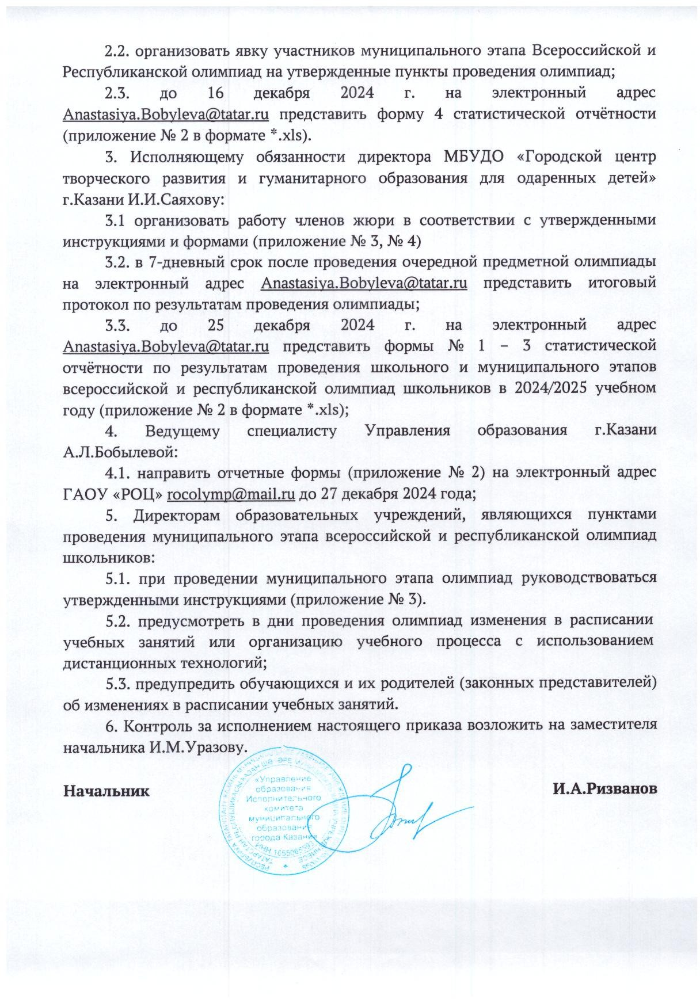 2.2. организовать явку участников муниципального этапа Всероссийской и
Республиканской олимпиад на утвержденные пункты проведения олимпиад;
2.3. до 16 декабря 2024 г. на электронный адрес
Anastasiya.Bobyleva@tatar.ru представить форму 4 статистической отчётности
(приложение № 2 в формате *.xls).
3. Исполняющему обязанности директора МБУДО «Городской центр
творческого развития и гуманитарного образования для одаренных детей»
г.Казани И.И.Саяхову:
3.1 организовать работу членов жюри в соответствии с утвержденными
инструкциями и формами (приложение № 3, № 4)
3.2. в 7-дневный срок после проведения очередной предметной олимпиады
на электронный адрес Anastasiya.Bobyleva@tatar.ru представить итоговый
протокол по результатам проведения олимпиады;
3.3. до 25 декабря 2024 г. на электронный адрес
Anastasiya.Bobyleva@tatar.ru представить формы № 1 – 3 статистической
отчётности по результатам проведения школьного и муниципального этапов
всероссийской и республиканской олимпиад школьников в 2024/2025 учебном
году (приложение № 2 в формате *.xls);
4. Ведущему специалисту Управления образования г.Казани
А.Л.Бобылевой:
4.1. направить отчетные формы (приложение № 2) на электронный адрес
ГАОУ «РОЦ» rocolymp@mail.ru до 27 декабря 2024 года;
5. Директорам образовательных учреждений, являющихся пунктами
проведения муниципального этапа всероссийской и республиканской олимпиад
школьников:
5.1. при проведении муниципального этапа олимпиад руководствоваться
утвержденными инструкциями (приложение № 3).
5.2. предусмотреть в дни проведения олимпиад изменения в расписании
учебных занятий или организацию учебного процесса с использованием
дистанционных технологий;
5.3. предупредить обучающихся и их родителей (законных представителей)
об изменениях в расписании учебных занятий.
6. Контроль за исполнением настоящего приказа возложить на заместителя
начальника И.М.Уразову.
Начальник И.А.Ризванов
«Управление
образования
Исполнительного
комитета
муниципального
образования
города Казани»
ИНН 1655065593